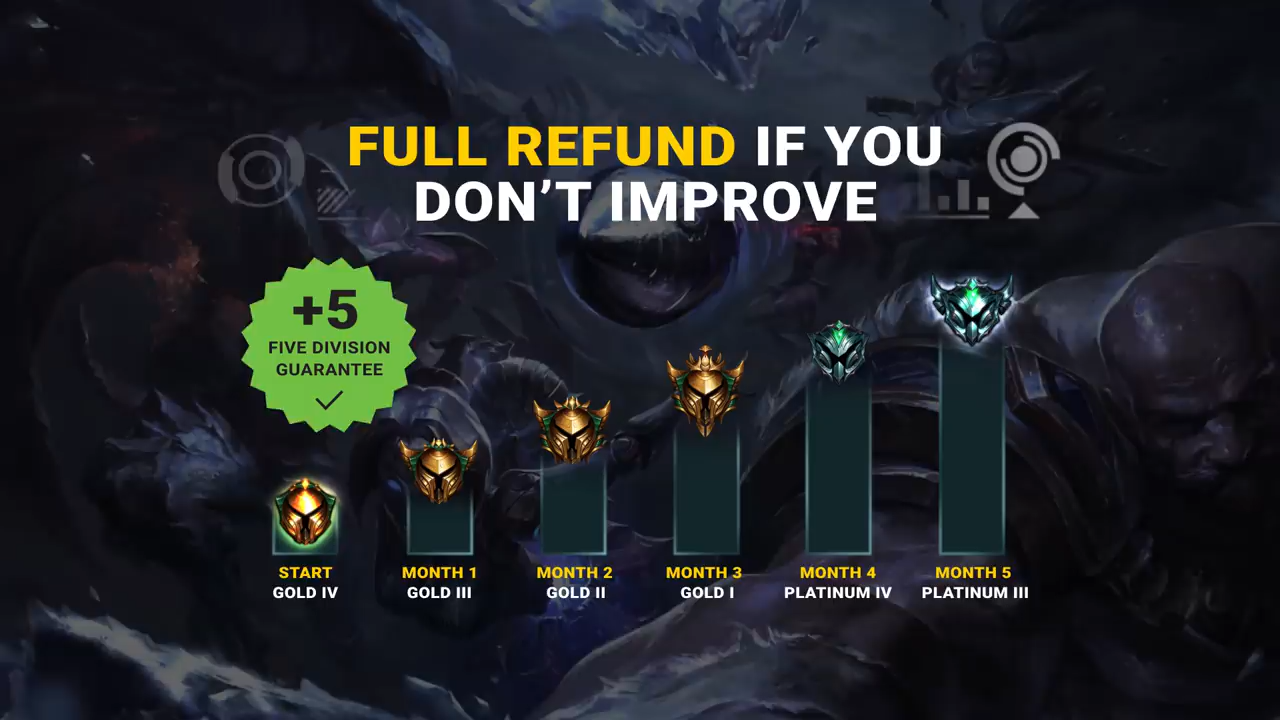 FULL REFUND IF YOU
DON'T IMPROVE
+5
FIVE DIVISION
GUARANTEE
START
GOLD IV
MONTH 1
GOLD III
MONTH 2
GOLD II
MONTH 3
GOLD I
MONTH 4
PLATINUM IV
MONTH 5
PLATINUM III